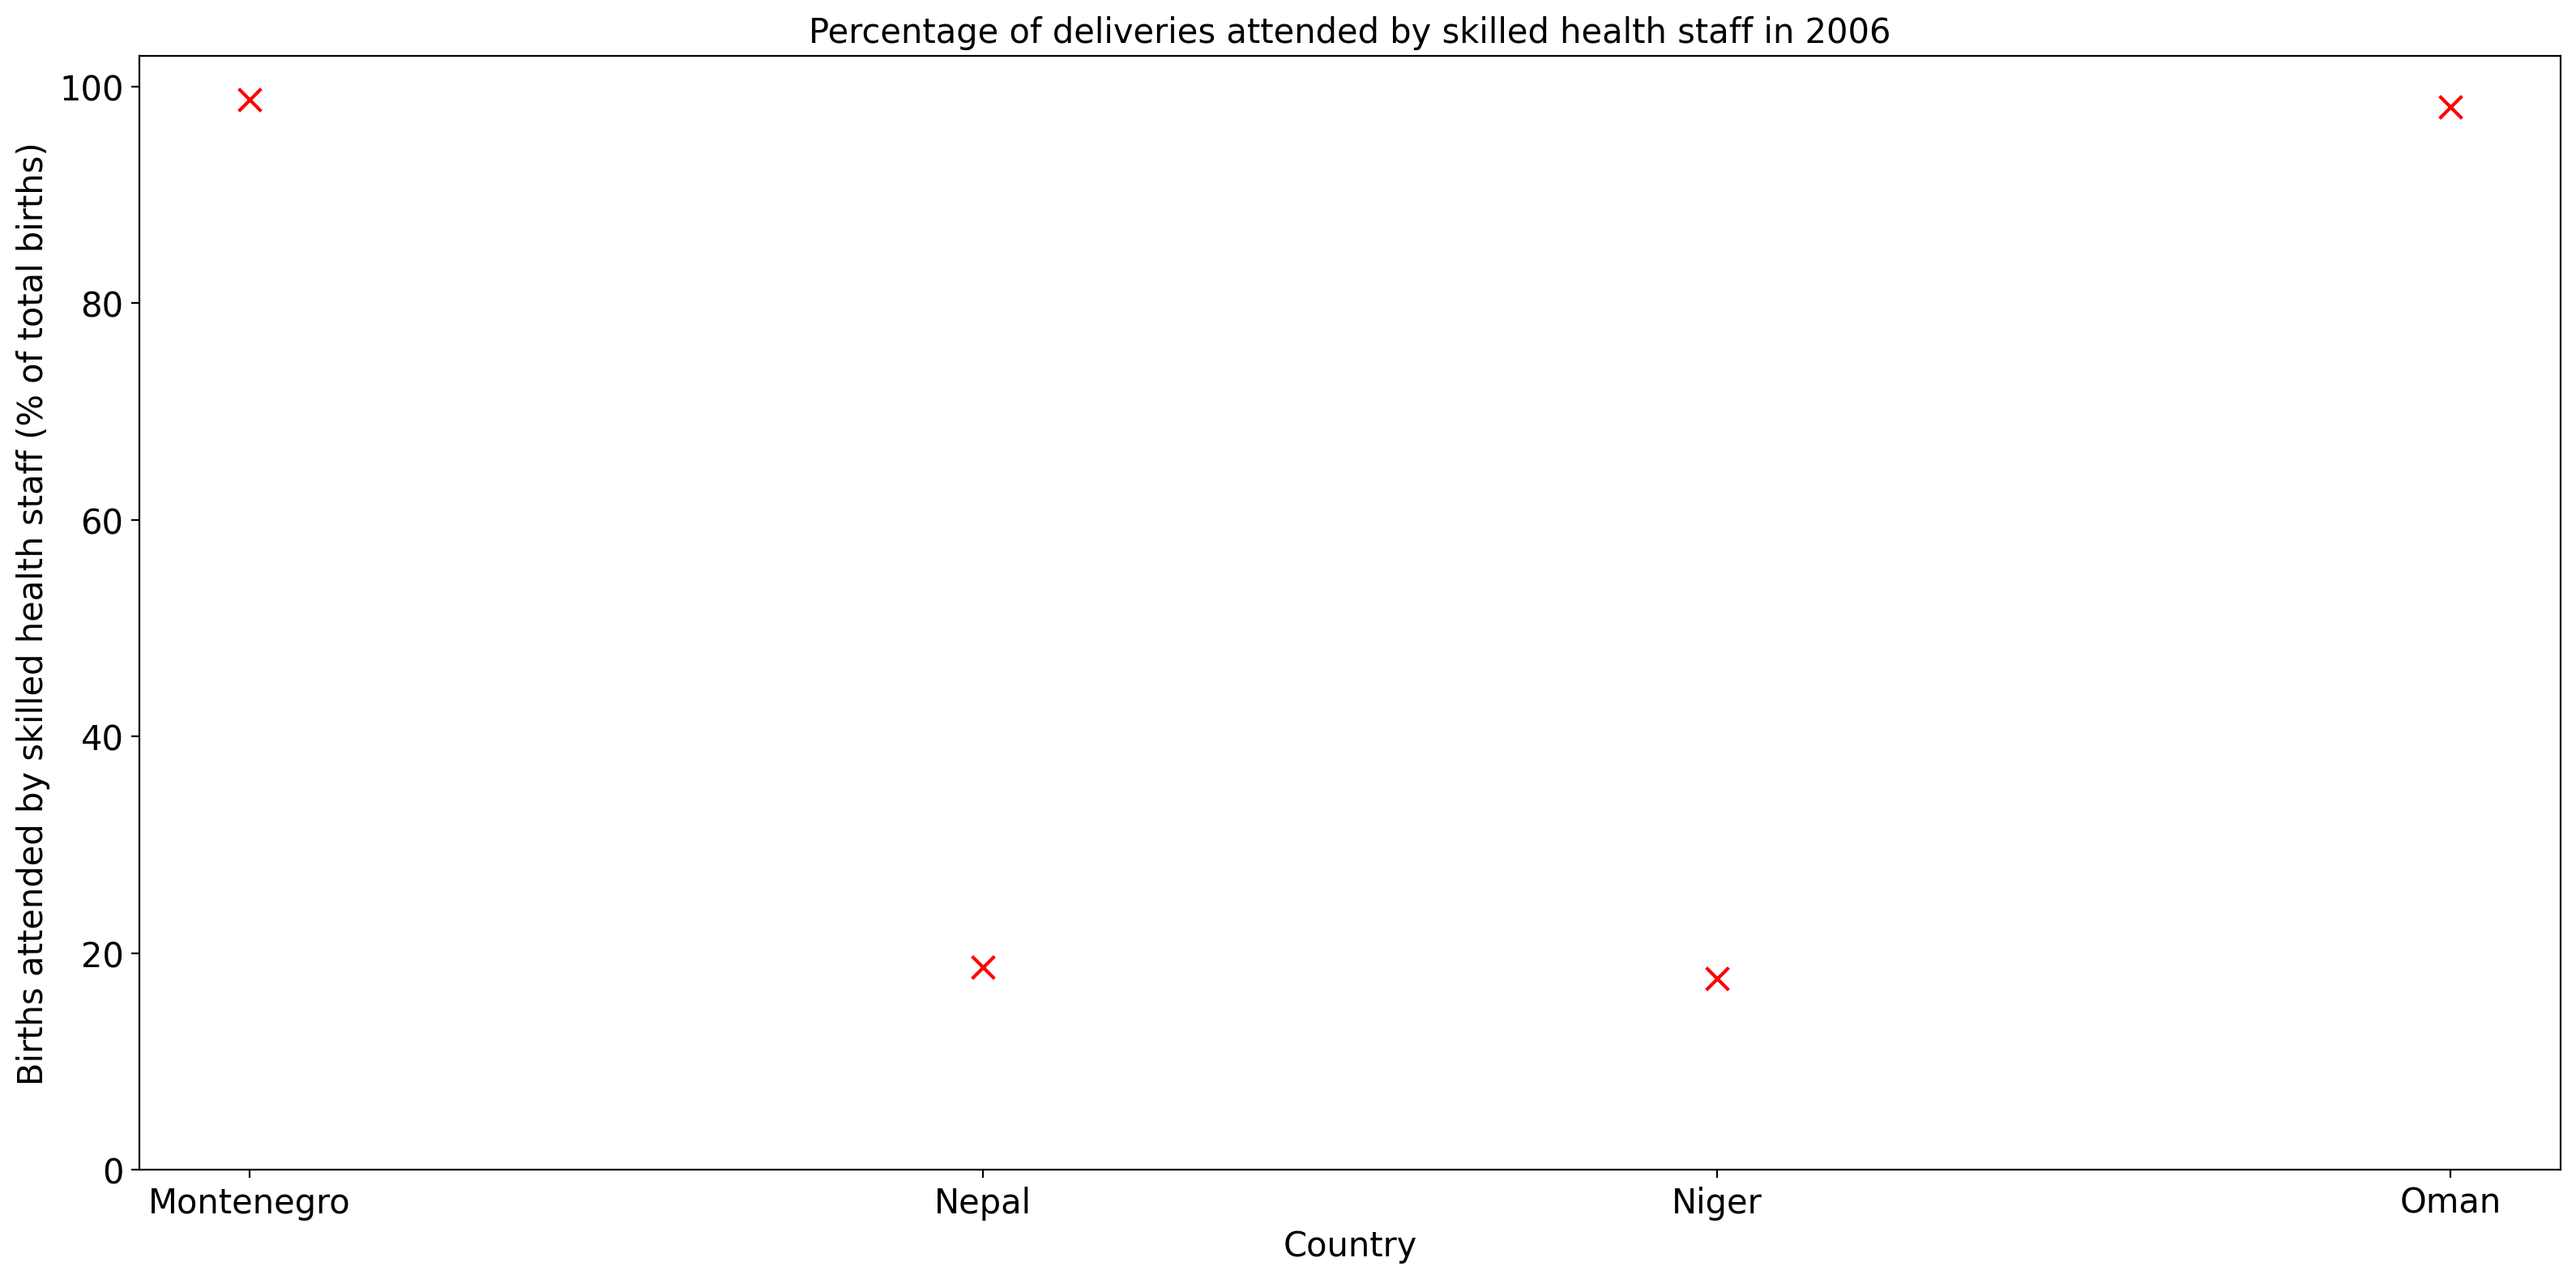 Percentage of deliveries attended by skilled health staff in 2006
Births attended by skilled health staff (% of total births)
100
80
60
40
20
0
Montenegro Nepal Niger Oman
Country